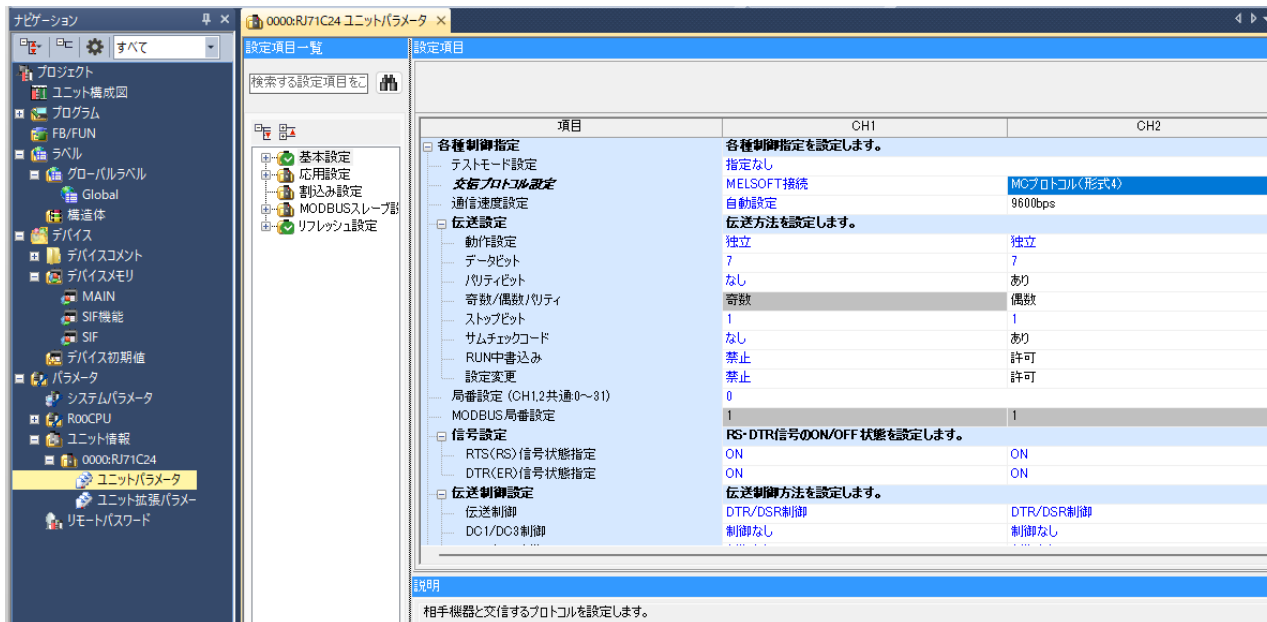 ナビゲーション
すべて
プロジェクト
ユニット構成図
プログラム
FB/FUN
ラベル
グローバルラベル
Global
構造体
デバイス
デバイスコメント
デバイスメモリ
MAIN
SIF機能
SIF
デバイス初期値
パラメータ
システムパラメータ
R00CPU
ユニット情報
0000:RJ71C24
ユニットパラメータ
ユニット拡張パラメー
リモートパスワード
0000:RJ71C24 ユニットパラメータ
設定項目一覧
検索する設定項目をこ
基本設定
応用設定
割込み設定
MODBUSスレーブ設
リフレッシュ設定
設定項目
項目 CH1 CH2
各種制御指定 各種制御指定を設定します。
テストモード設定 指定なし
交信プロトコル設定 MELSOFT接続 MCプロトコル(形式4)
通信速度設定 自動設定 9600bps
伝送設定 伝送方法を設定します。
動作設定 独立 独立
データビット 7 7
パリティビット なし あり
奇数/偶数パリティ 奇数 偶数
ストップビット 1 1
サムチェックコード なし あり
RUN中書込み 禁止 許可
設定変更 禁止 許可
局番設定 (CH1,2共通:0～31) 0
MODBUS局番設定 1 1
信号設定 RS・DTR信号のON/OFF状態を設定します。
RTS(RS)信号状態指定 ON ON
DTR(ER)信号状態指定 ON ON
伝送制御設定 伝送制御方法を設定します。
伝送制御 DTR/DSR制御 DTR/DSR制御
DC1/DC3制御 制御なし 制御なし
説明
相手機器と交信するプロトコルを設定します。